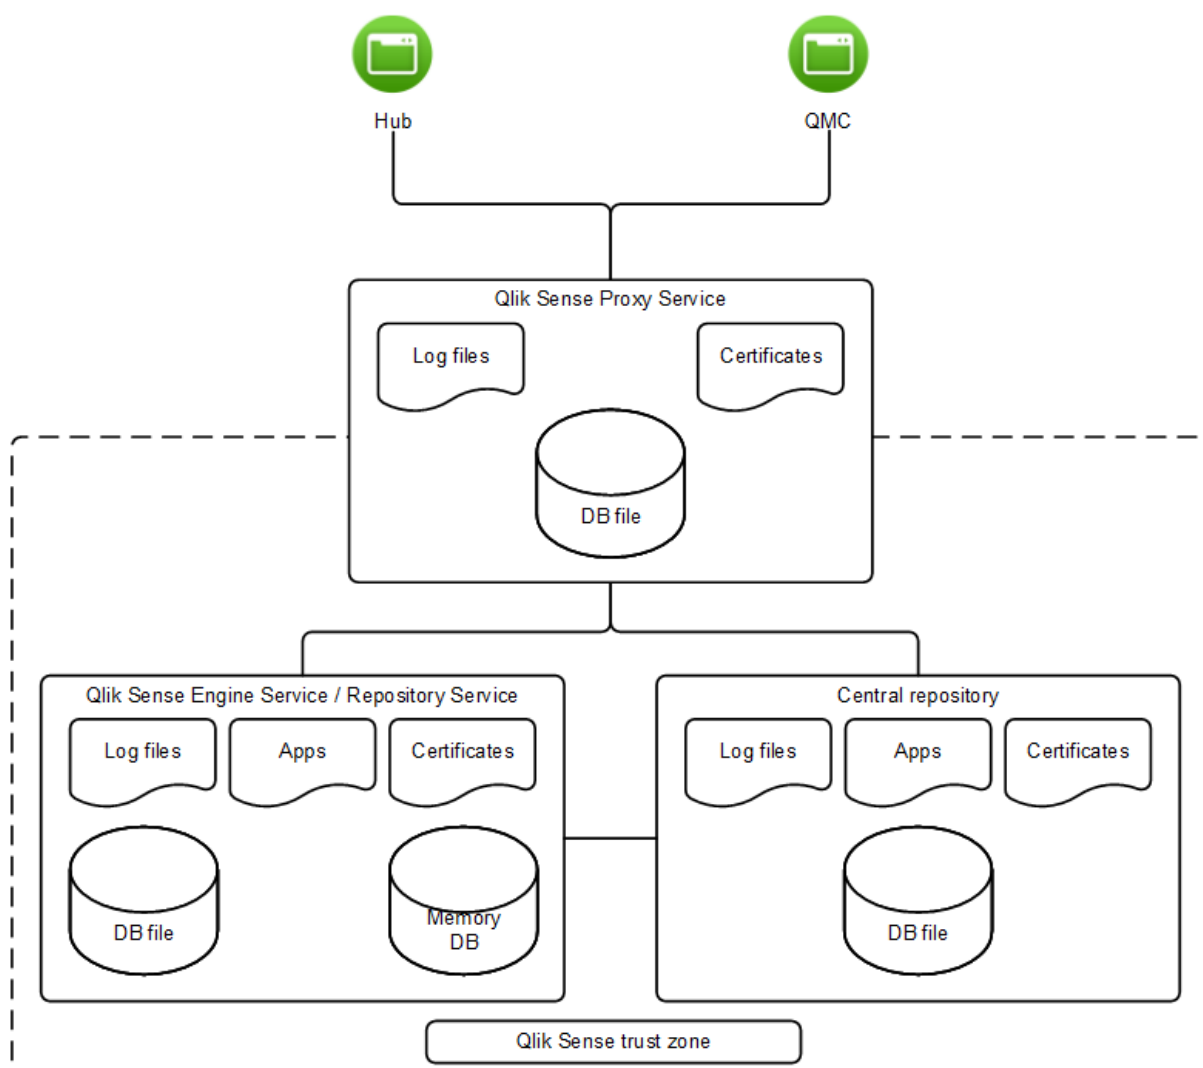 Hub
QMC
Qlik Sense Proxy Service
Log files
Certificates
DB file
Qlik Sense Engine Service / Repository Service
Log files
Apps
Certificates
DB file
Memory
DB
Central repository
Log files
Apps
Certificates
DB file
Qlik Sense trust zone